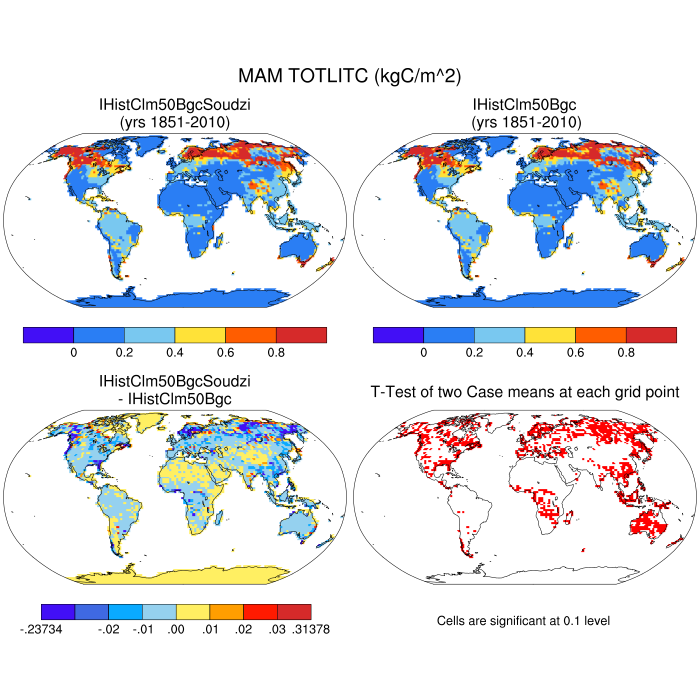 MAM TOTLITC (kgC/m^2)
IHistClm50BgcSoudzi
(yrs 1851-2010)
IHistClm50Bgc
(yrs 1851-2010)
0 0.2 0.4 0.6 0.8
0 0.2 0.4 0.6 0.8
IHistClm50BgcSoudzi
- IHistClm50Bgc
T-Test of two Case means at each grid point
-.23734 -.02 -.01 .00 .01 .02 .03 .31378
Cells are significant at 0.1 level